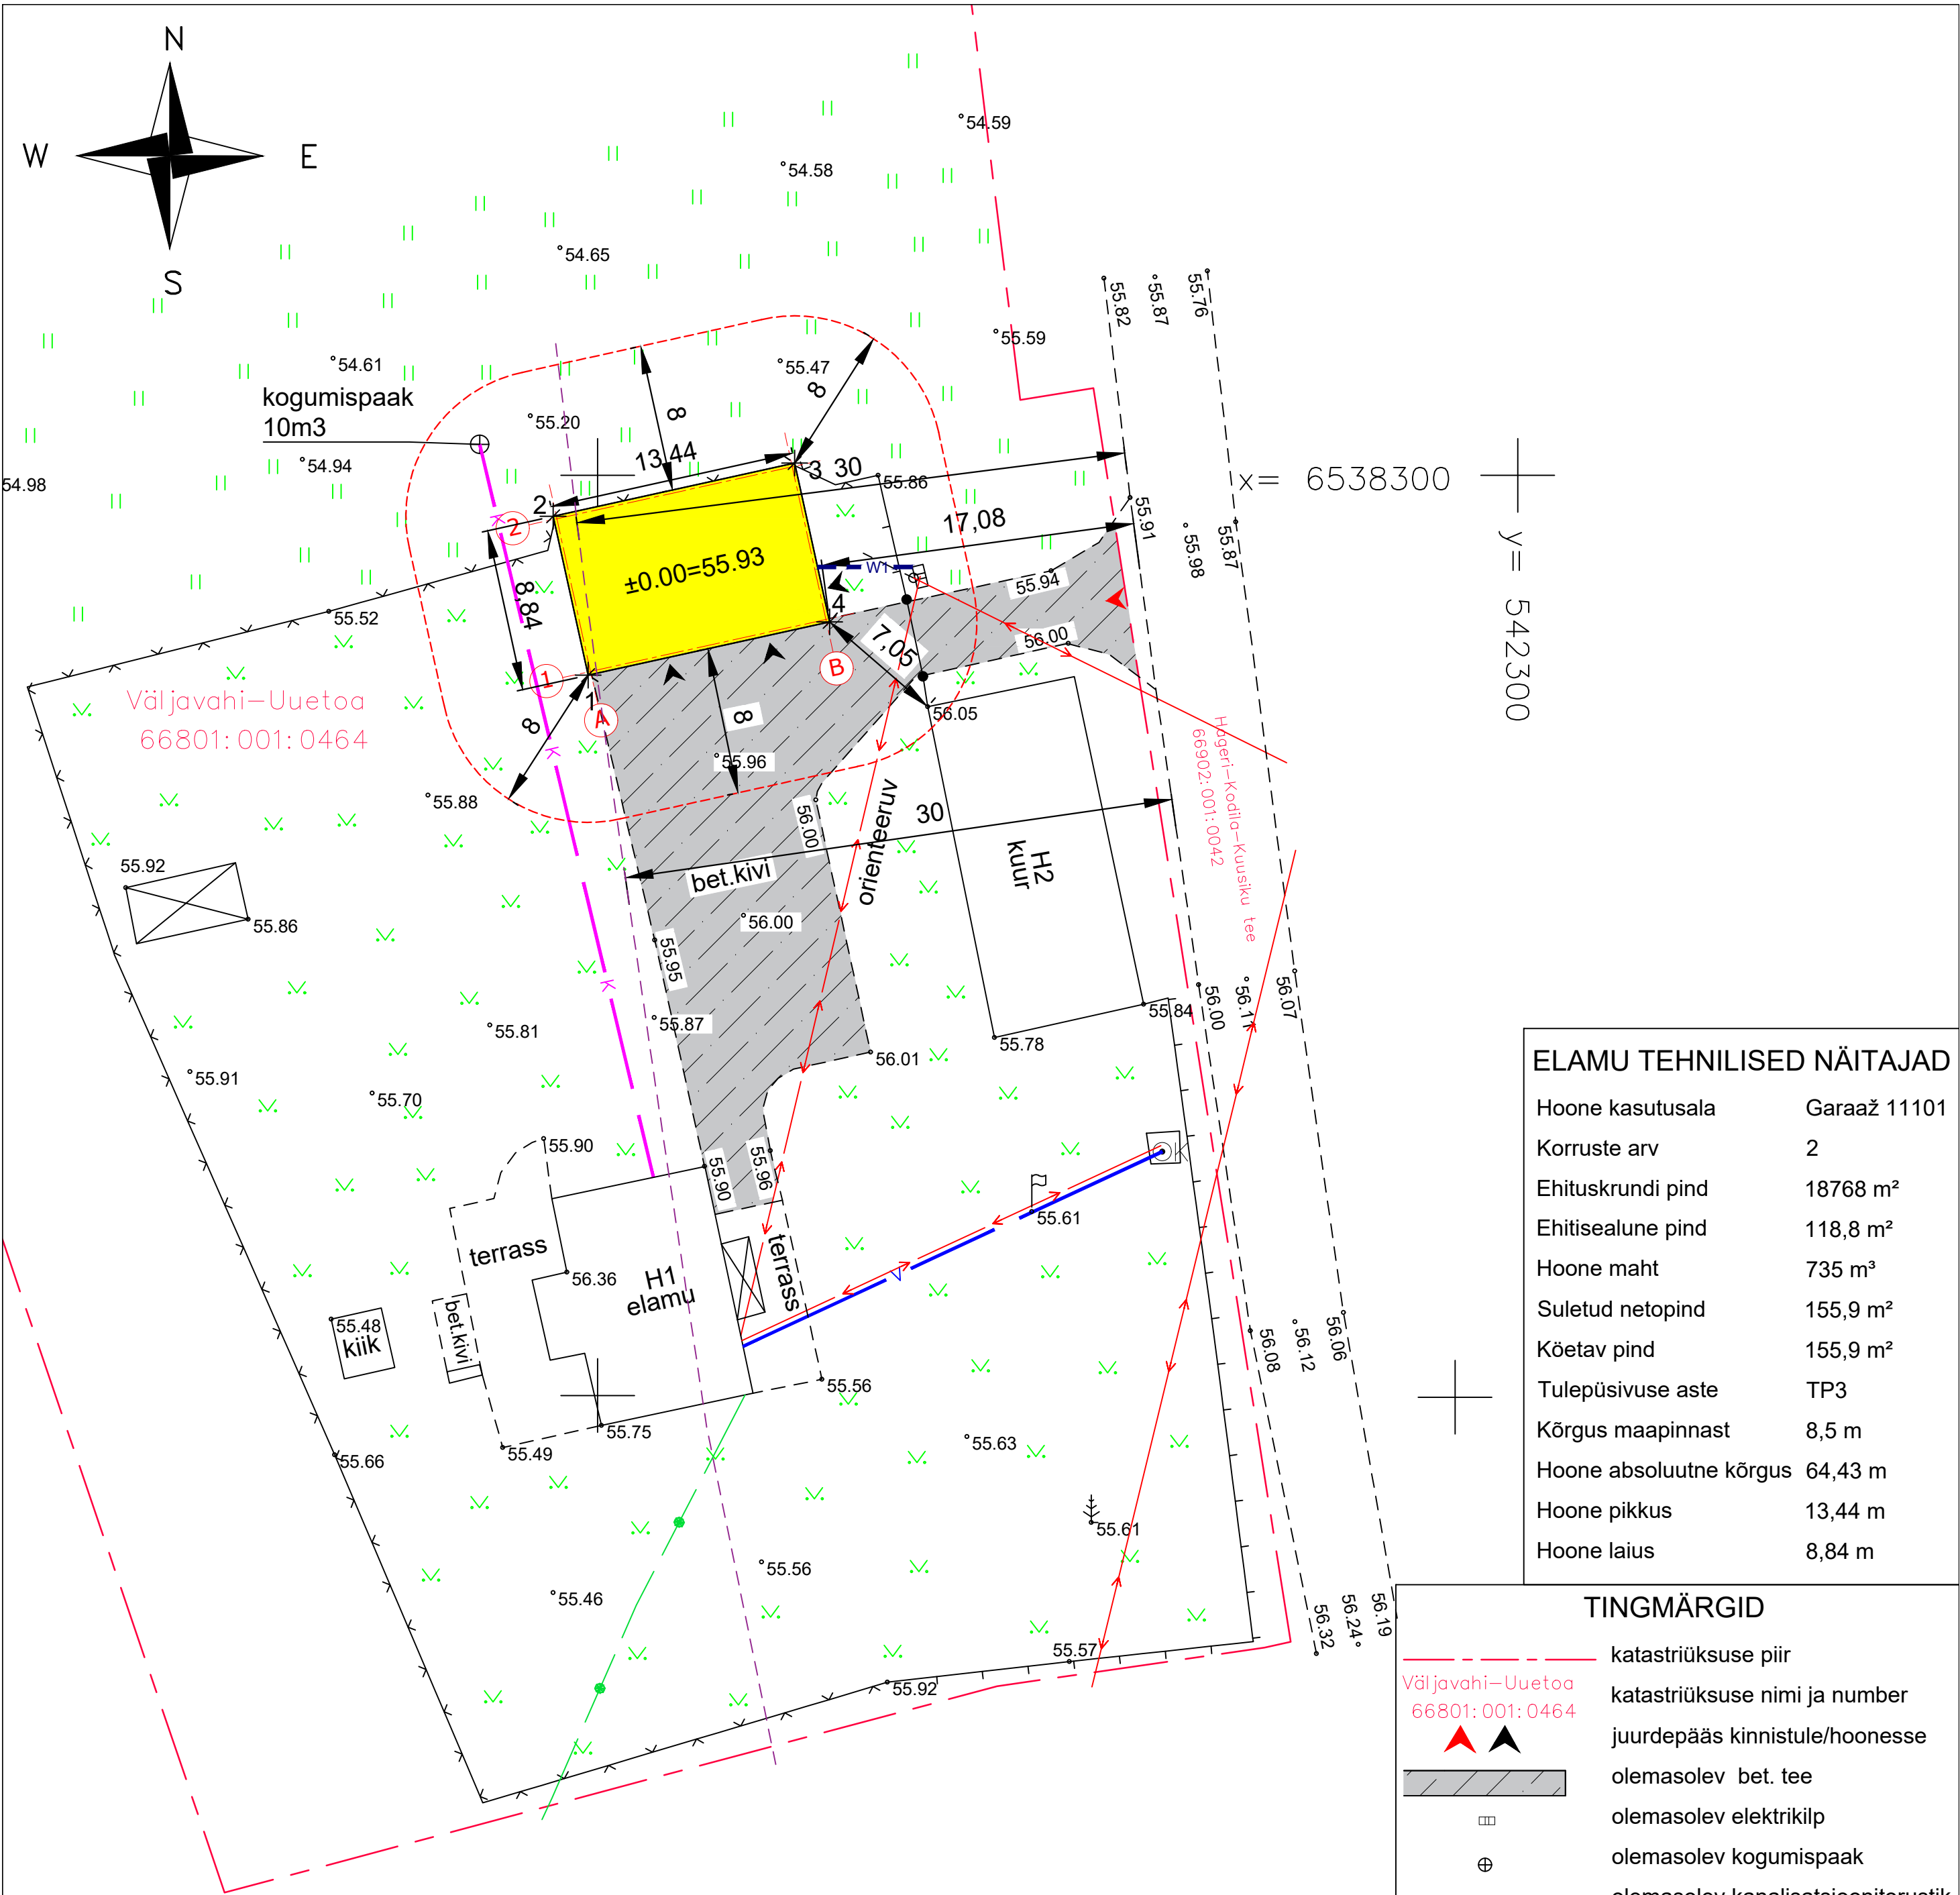 N
W
E
S
54.59
54.58
54.65
55.82
55.87
55.76
55.59
54.61
55.47
kogumispaak
10m3
8
8
55.20
54.94
54.98
13,44
3
30
55.86
x= 6538300
y= 542300
2
2
17,08
55.91
55.98
55.87
±0.00=55.93
W1
55.94
8,84
4
55.52
7,05
56.00
B
1
1
A
K
Väljavahi-Uuetoa
66801:001:0464
8
8
56.05
Hageri-Kodila-Kuusiku tee
66902:001:0042
K
55.96
55.88
56.00
orienteeruv
30
H2
kuur
55.92
bet.kivi
55.86
56.00
55.95
K
55.87
55.81
55.84
56.00
56.11
56.07
55.78
56.01
55.91
55.70
55.90
55.90
55.96
K
55.61
terrass
56.36
H1
elamu
terrass
V
55.48
kiik
bet.kivi
56.08
56.12
56.06
55.56
55.75
55.49
55.66
55.63
55.61
55.56
55.46
55.57
55.92
56.32
56.24
56.19
ELAMU TEHNILISED NÄITAJAD
Hoone kasutusala Garaaž 11101
Korruste arv 2
Ehituskrundi pind 18768 m²
Ehitisealune pind 118,8 m²
Hoone maht 735 m³
Suletud netopind 155,9 m²
Köetav pind 155,9 m²
Tulepüsivuse aste TP3
Kõrgus maapinnast 8,5 m
Hoone absoluutne kõrgus 64,43 m
Hoone pikkus 13,44 m
Hoone laius 8,84 m
TINGMÄRGID
katastriüksuse piir
Väljavahi-Uuetoa
66801:001:0464
katastriüksuse nimi ja number
juurdepääs kinnistule/hoonesse
olemasolev bet. tee
olemasolev elektrikilp
olemasolev kogumispaak
olemasolev kanalisatsioonitorustik